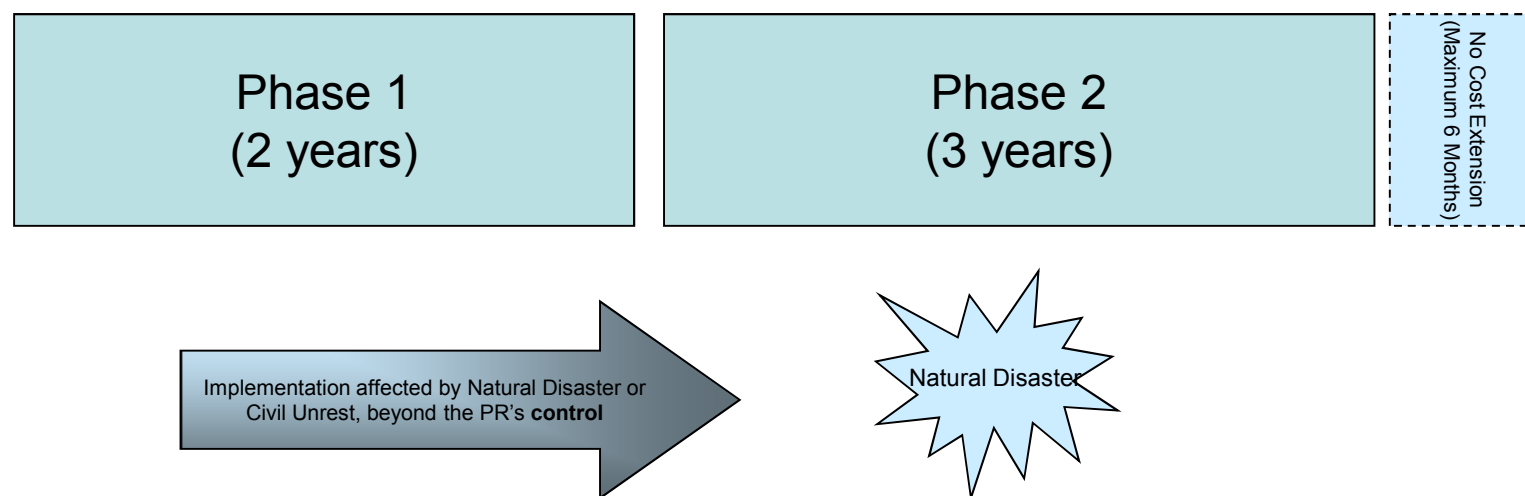 Phase 1
(2 years)
Phase 2
(3 years)
No Cost Extension
(Maximum 6 Months)
Implementation affected by Natural Disaster or
Civil Unrest, beyond the PR's control
Natural Disaster